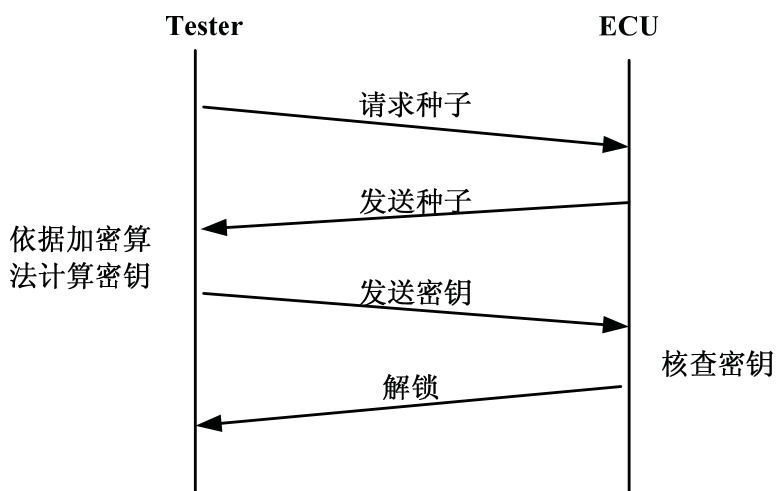 Tester
ECU
请求种子
发送种子
依据加密算
法计算密钥
发送密钥
核查密钥
解锁